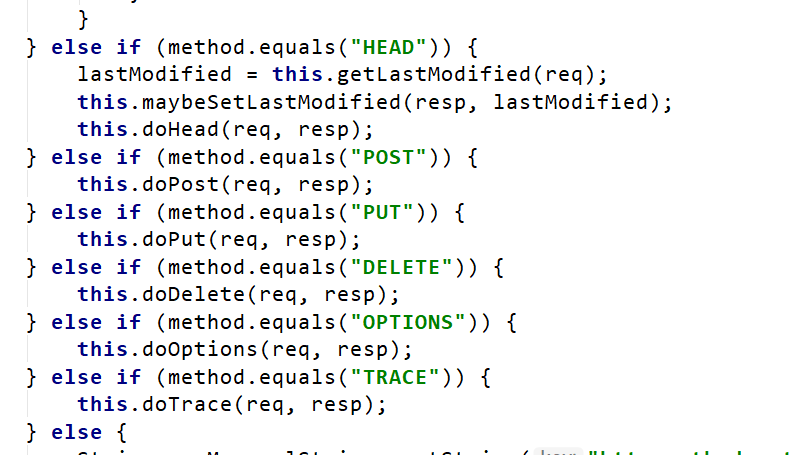 }
} else if (method.equals("HEAD")) {
lastModified = this.getLastModified(req);
this.maybeSetLastModified(resp, lastModified);
this.doHead(req, resp);
} else if (method.equals("POST")) {
this.doPost(req, resp);
} else if (method.equals("PUT")) {
this.doPut(req, resp);
} else if (method.equals("DELETE")) {
this.doDelete(req, resp);
} else if (method.equals("OPTIONS")) {
this.doOptions(req, resp);
} else if (method.equals("TRACE")) {
this.doTrace(req, resp);
} else {